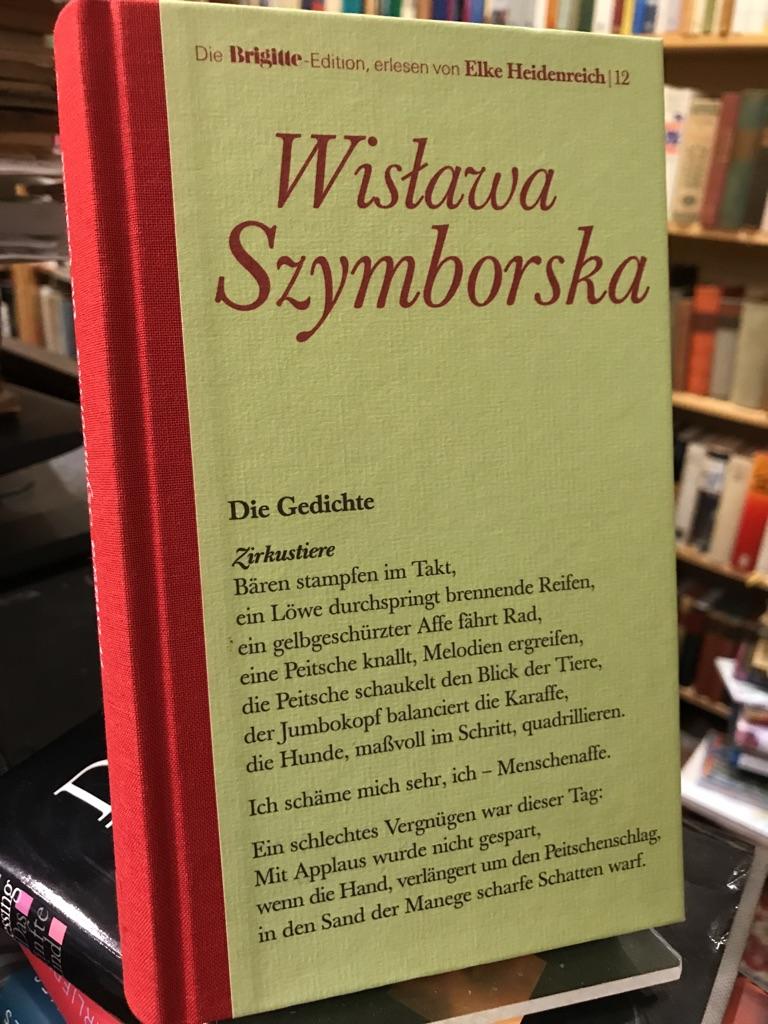 Die Brigitte-Edition, erlesen von Elke Heidenreich|12
Wisława
Szymborska
Die Gedichte
Zirkustiere
Bären stampfen im Takt,
ein Löwe durchspringt brennende Reifen,
ein gelbgeschürzter Affe fährt Rad,
eine Peitsche knallt, Melodien ergreifen,
die Peitsche schaukelt den Blick der Tiere,
der Jumbokopf balanciert die Karaffe,
die Hunde, maßvoll im Schritt, quadrillieren.
Ich schäme mich sehr, ich – Menschenaffe.
Ein schlechtes Vergnügen war dieser Tag:
Mit Applaus wurde nicht gespart,
wenn die Hand, verlängert um den Peitschenschlag,
in den Sand der Manege scharfe Schatten warf.